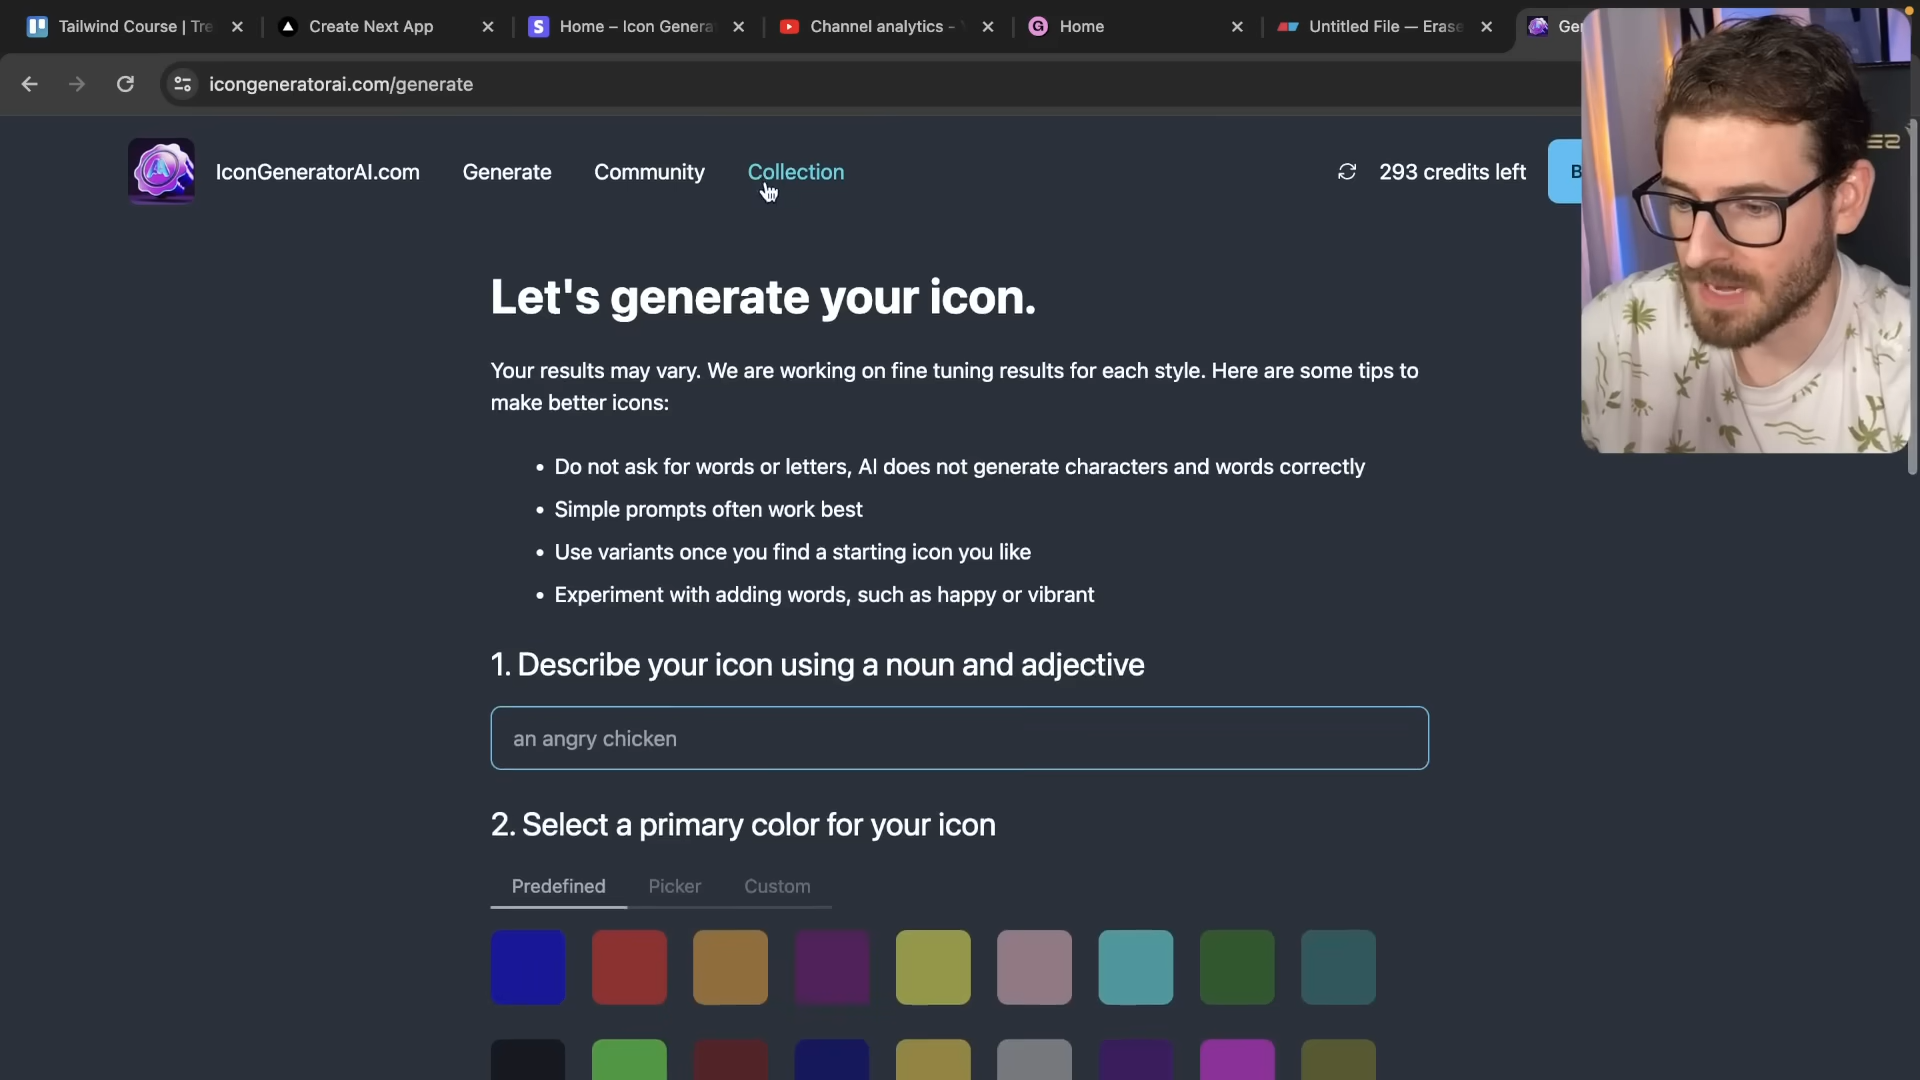 Tailwind Course | Tre
Create Next App
Home – Icon Genera
Channel analytics -
Home
Untitled File — Erase
Ge
icongeneratorai.com/generate
IconGeneratorAI.com
Generate
Community
Collection
293 credits left
B
Let's generate your icon.
Your results may vary. We are working on fine tuning results for each style. Here are some tips to
make better icons:
• Do not ask for words or letters, AI does not generate characters and words correctly
• Simple prompts often work best
• Use variants once you find a starting icon you like
• Experiment with adding words, such as happy or vibrant
1. Describe your icon using a noun and adjective
an angry chicken
2. Select a primary color for your icon
Predefined
Picker
Custom